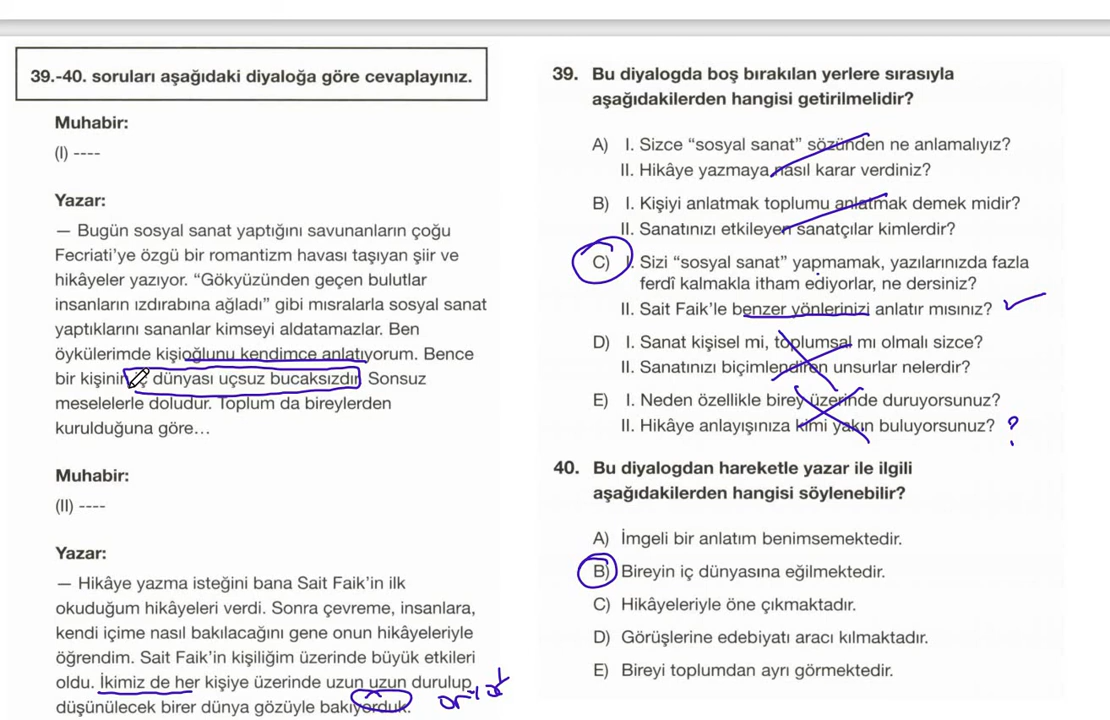 39.-40. soruları aşağıdaki diyaloğa göre cevaplayınız.
Muhabir:
(I) ----
Yazar:
— Bugün sosyal sanat yaptığını savunanların çoğu
Fecriati’ye özgü bir romantizm havası taşıyan şiir ve
hikâyeler yazıyor. “Gökyüzünden geçen bulutlar
insanların ızdırabına ağladı” gibi mısralarla sosyal sanat
yaptıklarını sananlar kimseyi aldatamazlar. Ben
öykülerimde kişioğlunu kendimce anlatıyorum. Bence
bir kişinin iç dünyası uçsuz bucaksızdır. Sonsuz
meselelerle doludur. Toplum da bireylerden
kurulduğuna göre…
Muhabir:
(II) ----
Yazar:
— Hikâye yazma isteğini bana Sait Faik’in ilk
okuduğum hikâyeleri verdi. Sonra çevreme, insanlara,
kendi içime nasıl bakılacağını gene onun hikâyeleriyle
öğrendim. Sait Faik’in kişiliğim üzerinde büyük etkileri
oldu. İkimiz de her kişiye üzerinde uzun uzun durulup
düşünülecek birer dünya gözüyle bakıyorduk.
ortak
39. Bu diyalogda boş bırakılan yerlere sırasıyla
aşağıdakilerden hangisi getirilmelidir?
A) I. Sizce “sosyal sanat” sözünden ne anlamalıyız?
II. Hikâye yazmaya nasıl karar verdiniz?
B) I. Kişiyi anlatmak toplumu anlatmak demek midir?
II. Sanatınızı etkileyen sanatçılar kimlerdir?
C) I. Sizi “sosyal sanat” yapmamak, yazılarınızda fazla
ferdî kalmakla itham ediyorlar, ne dersiniz?
II. Sait Faik’le benzer yönlerinizi anlatır mısınız?
D) I. Sanat kişisel mi, toplumsal mı olmalı sizce?
II. Sanatınızı biçimlendiren unsurlar nelerdir?
E) I. Neden özellikle birey üzerinde duruyorsunuz?
II. Hikâye anlayışınıza kimi yakın buluyorsunuz? ?
40. Bu diyalogdan hareketle yazar ile ilgili
aşağıdakilerden hangisi söylenebilir?
A) İmgeli bir anlatım benimsemektedir.
B) Bireyin iç dünyasına eğilmektedir.
C) Hikâyeleriyle öne çıkmaktadır.
D) Görüşlerine edebiyatı aracı kılmaktadır.
E) Bireyi toplumdan ayrı görmektedir.